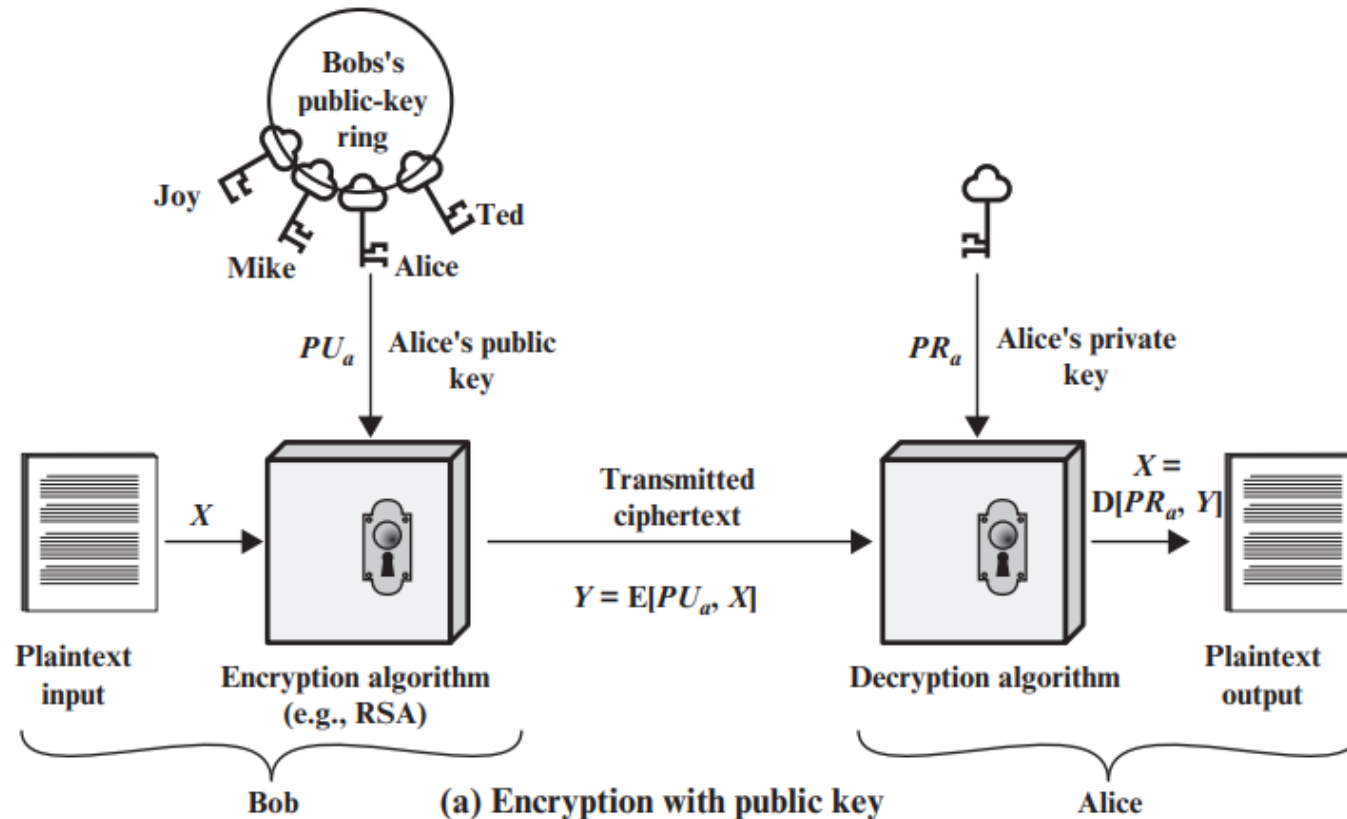 Bobs's
public-key
ring
Joy
Mike
Alice
Ted
PUa
Alice's public
key
PRa
Alice's private
key
X
Transmitted
ciphertext
Y = E[PUa, X]
X =
D[PRa, Y]
Plaintext
input
Encryption algorithm
(e.g., RSA)
Decryption algorithm
Plaintext
output
Bob
(a) Encryption with public key
Alice